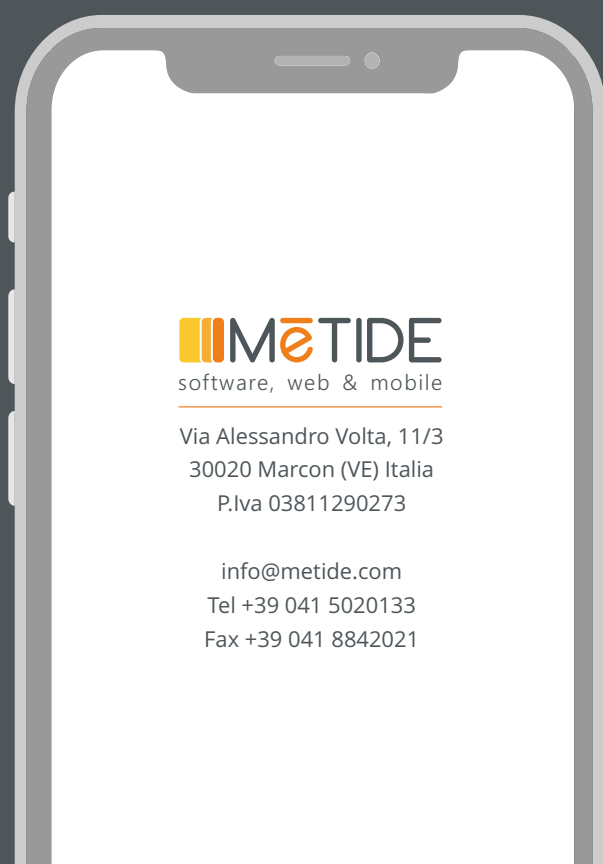 MēTIDE
software, web & mobile
Via Alessandro Volta, 11/3
30020 Marcon (VE) Italia
P.Iva 03811290273
info@metide.com
Tel +39 041 5020133
Fax +39 041 8842021